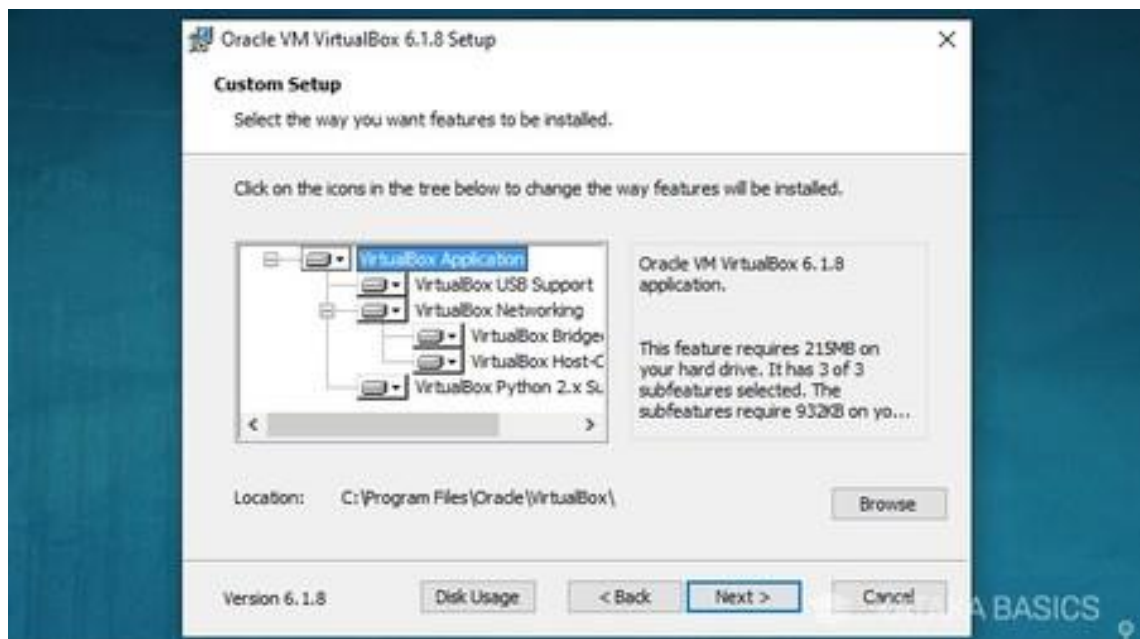 Oracle VM VirtualBox 6.1.8 Setup
Custom Setup
Select the way you want features to be installed.
Click on the icons in the tree below to change the way features will be installed.
VirtualBox Application
VirtualBox USB Support
VirtualBox Networking
VirtualBox Bridge
VirtualBox Host-C
VirtualBox Python 2.x Su
Oracle VM VirtualBox 6.1.8
application.
This feature requires 215MB on
your hard drive. It has 3 of 3
subfeatures selected. The
subfeatures require 932KB on yo...
Location: C:\Program Files\Oracle\VirtualBox\
Browse
Version 6.1.8
Disk Usage
< Back
Next >
Cancel
BASICS